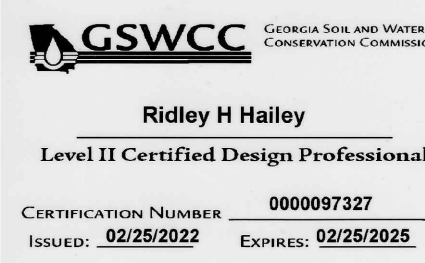 GSWCC
GEORGIA SOIL AND WATER
CONSERVATION
Ridley H Hailey
Level II Certified Design Professional
CERTIFICATION NUMBER 0000097327
ISSUED: 02/25/2022 EXPIRES: 02/25/2025